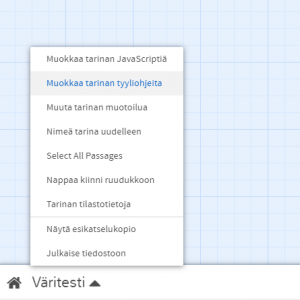 Muokkaa tarinan JavaScriptiä
Muokkaa tarinan tyyliohjeita
Muuta tarinan muotoilua
Nimeä tarina uudelleen
Select All Passages
Nappaa kiinni ruudukkoon
Tarinan tilastotietoja
Näytä esikatselukopio
Julkaise tiedostoon
Väritesti